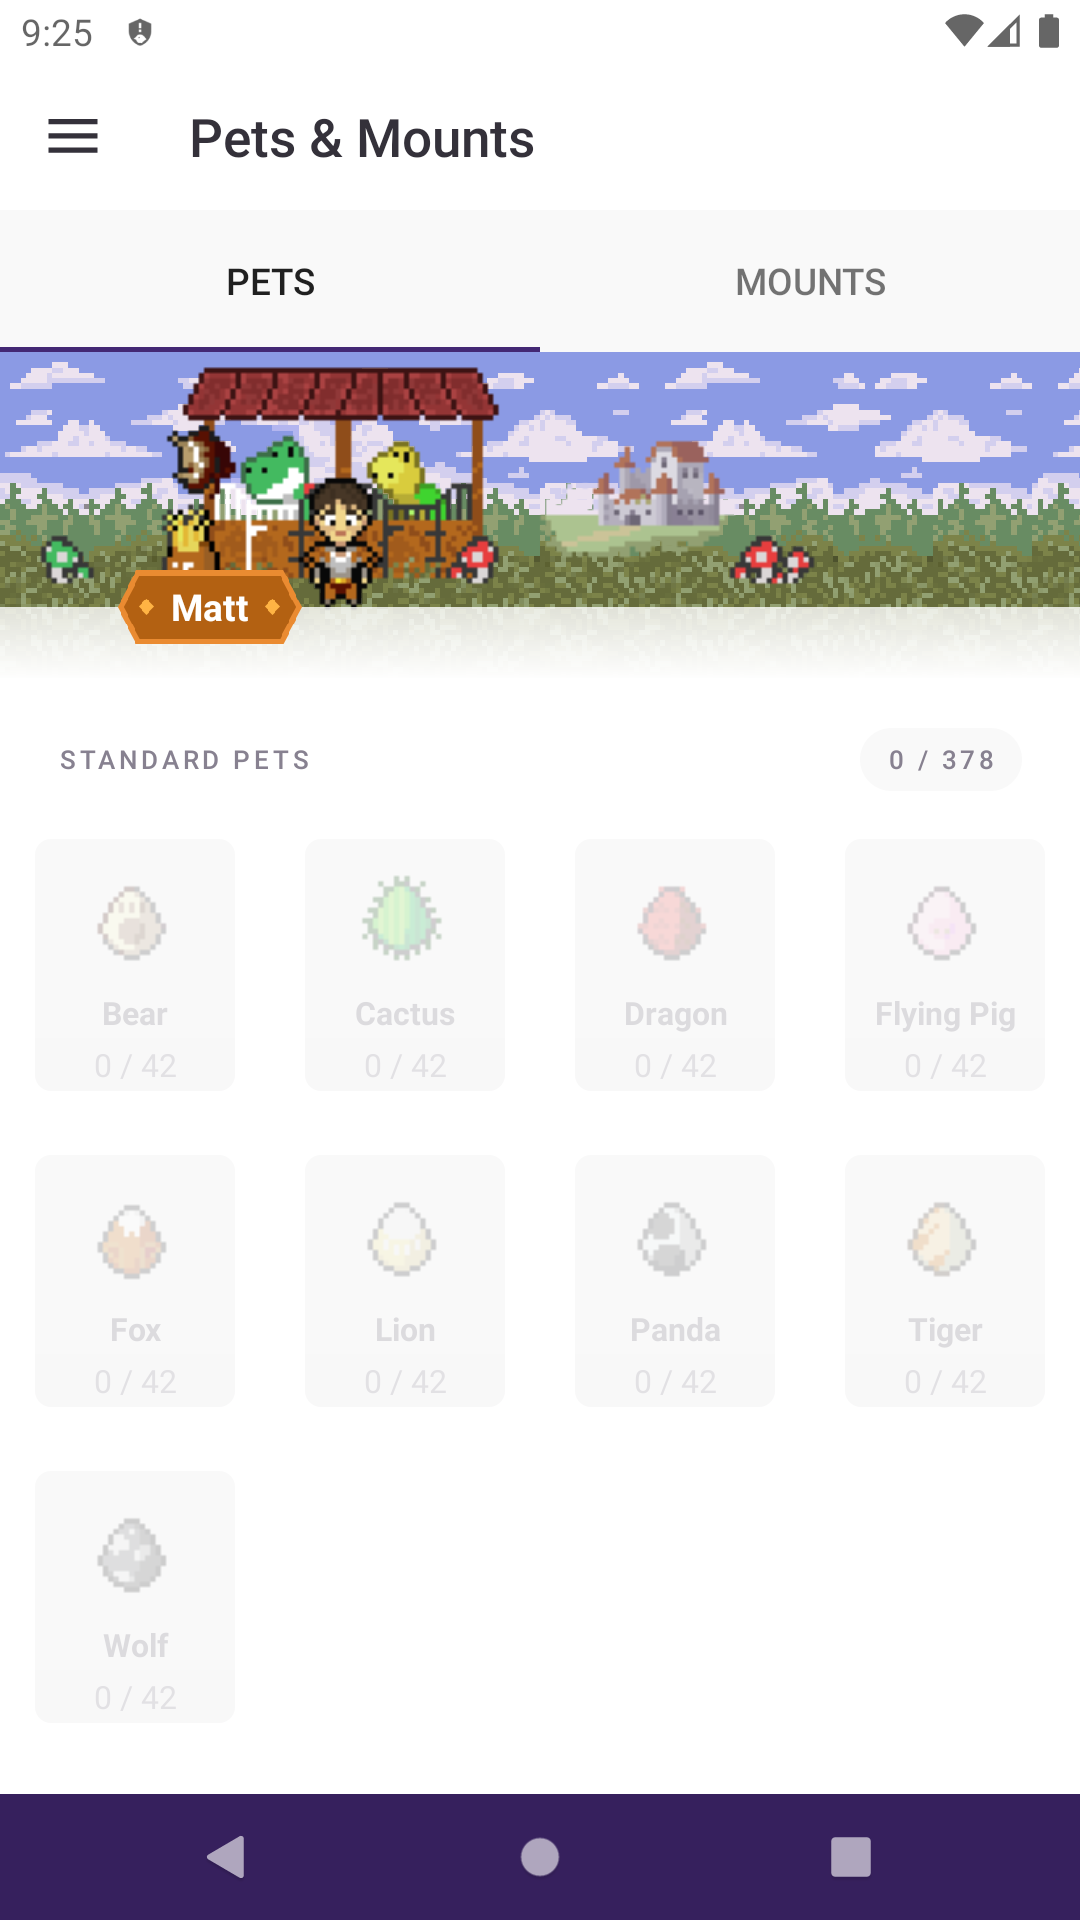 9:25
Pets & Mounts
PETS MOUNTS
Matt
STANDARD PETS 0 / 378
Bear Cactus Dragon Flying Pig
0 / 42 0 / 42 0 / 42 0 / 42
Fox Lion Panda Tiger
0 / 42 0 / 42 0 / 42 0 / 42
Wolf
0 / 42